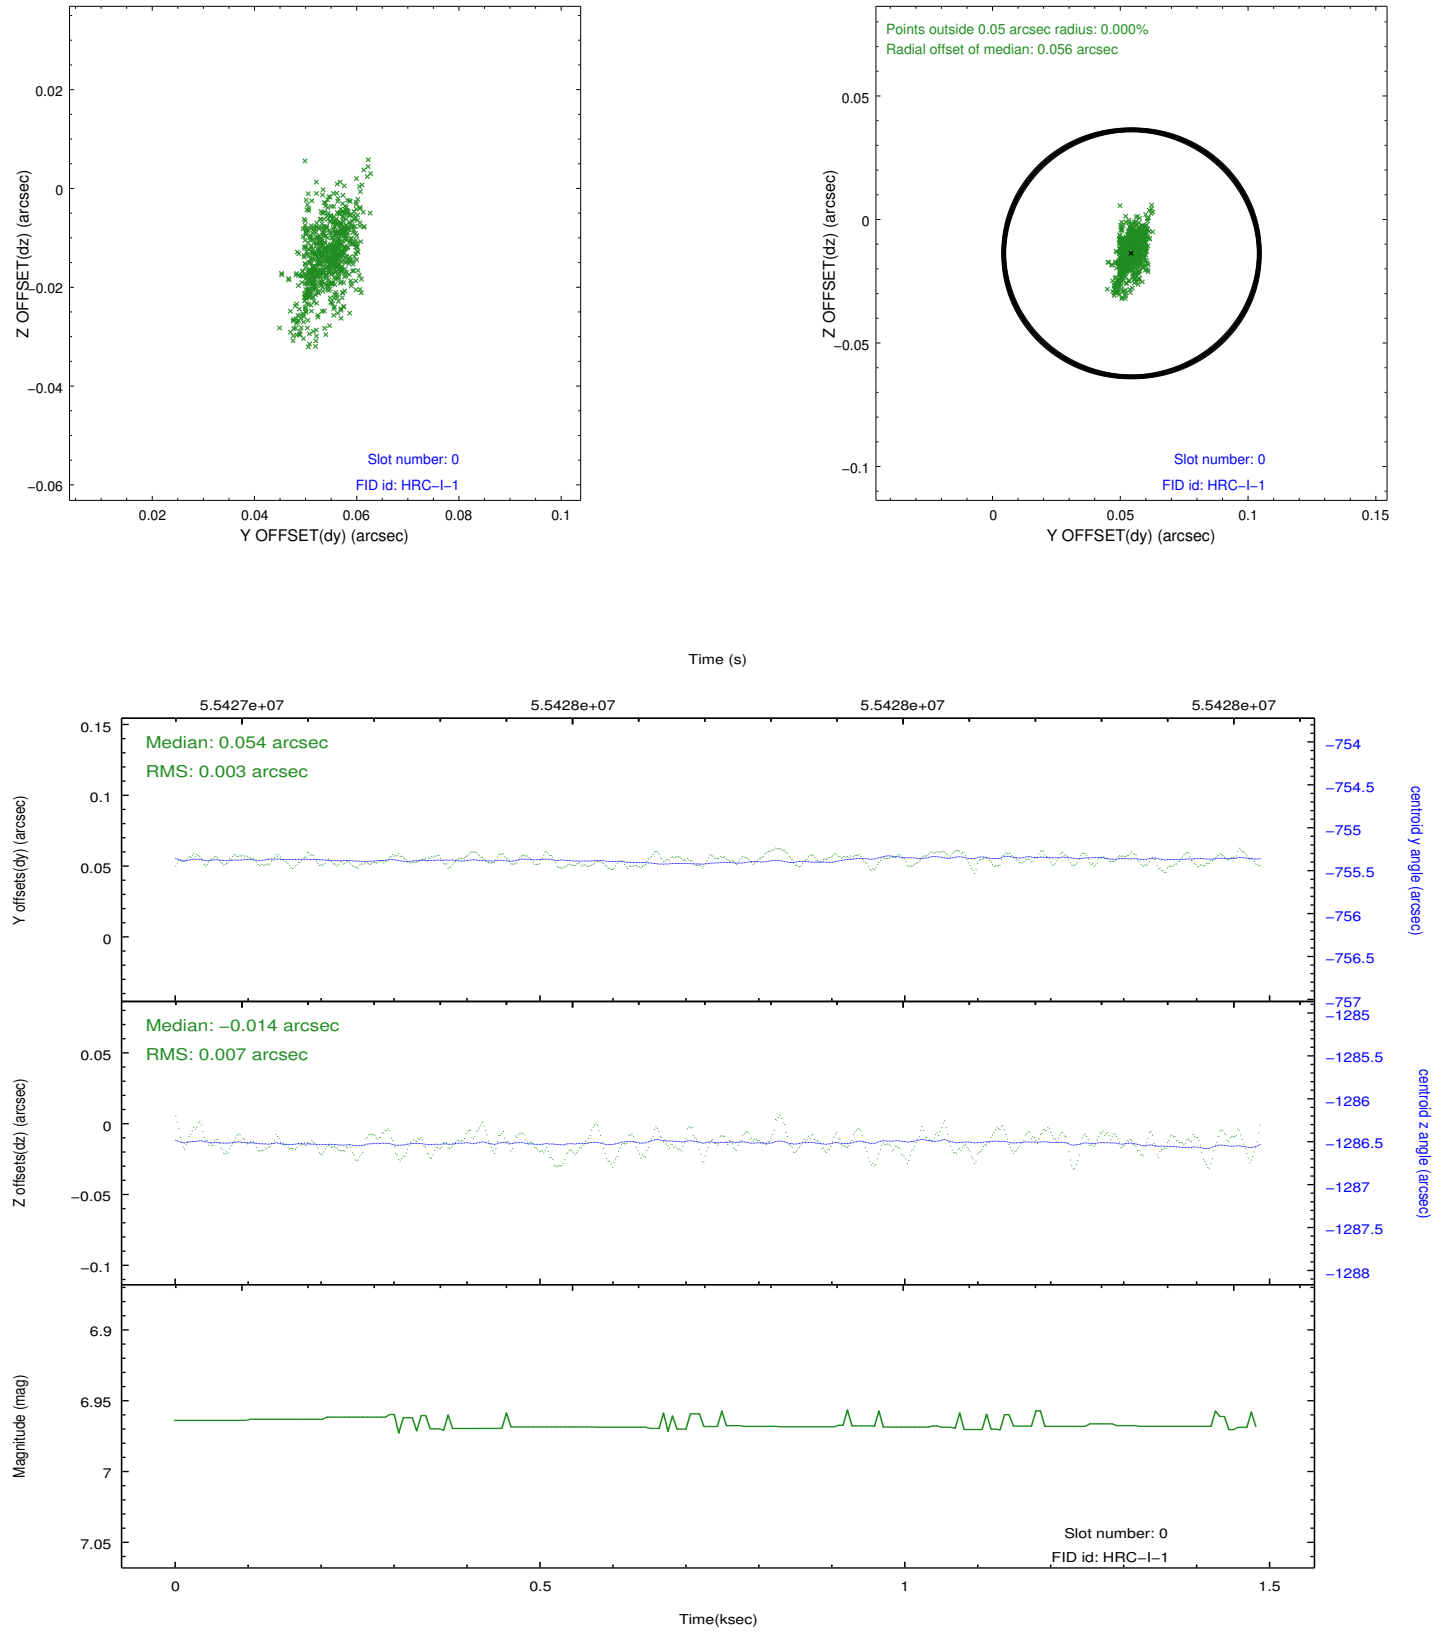 0.02
0
−0.02
−0.04
−0.06
Z OFFSET(dz) (arcsec)
Slot number: 0
FID id: HRC−I−1
0.02
0.04
0.06
0.08
0.1
Y OFFSET(dy) (arcsec)
Points outside 0.05 arcsec radius: 0.000%
Radial offset of median: 0.056 arcsec
0.05
0
−0.05
−0.1
Z OFFSET(dz) (arcsec)
Slot number: 0
FID id: HRC−I−1
0
0.05
0.1
0.15
Y OFFSET(dy) (arcsec)
Time (s)
5.5427e+07
5.5428e+07
5.5428e+07
5.5428e+07
0.15
0.1
0.05
0
Y offsets(dy) (arcsec)
Median: 0.054 arcsec
RMS: 0.003 arcsec
−754
−754.5
−755
−755.5
−756
−756.5
−757
centroid y angle (arcsec)
0.05
0
−0.05
−0.1
Z offsets(dz) (arcsec)
Median: −0.014 arcsec
RMS: 0.007 arcsec
−1285
−1285.5
−1286
−1286.5
−1287
−1287.5
−1288
centroid z angle (arcsec)
6.9
6.95
7
7.05
Magnitude (mag)
Slot number: 0
FID id: HRC−I−1
0
0.5
1
1.5
Time(ksec)